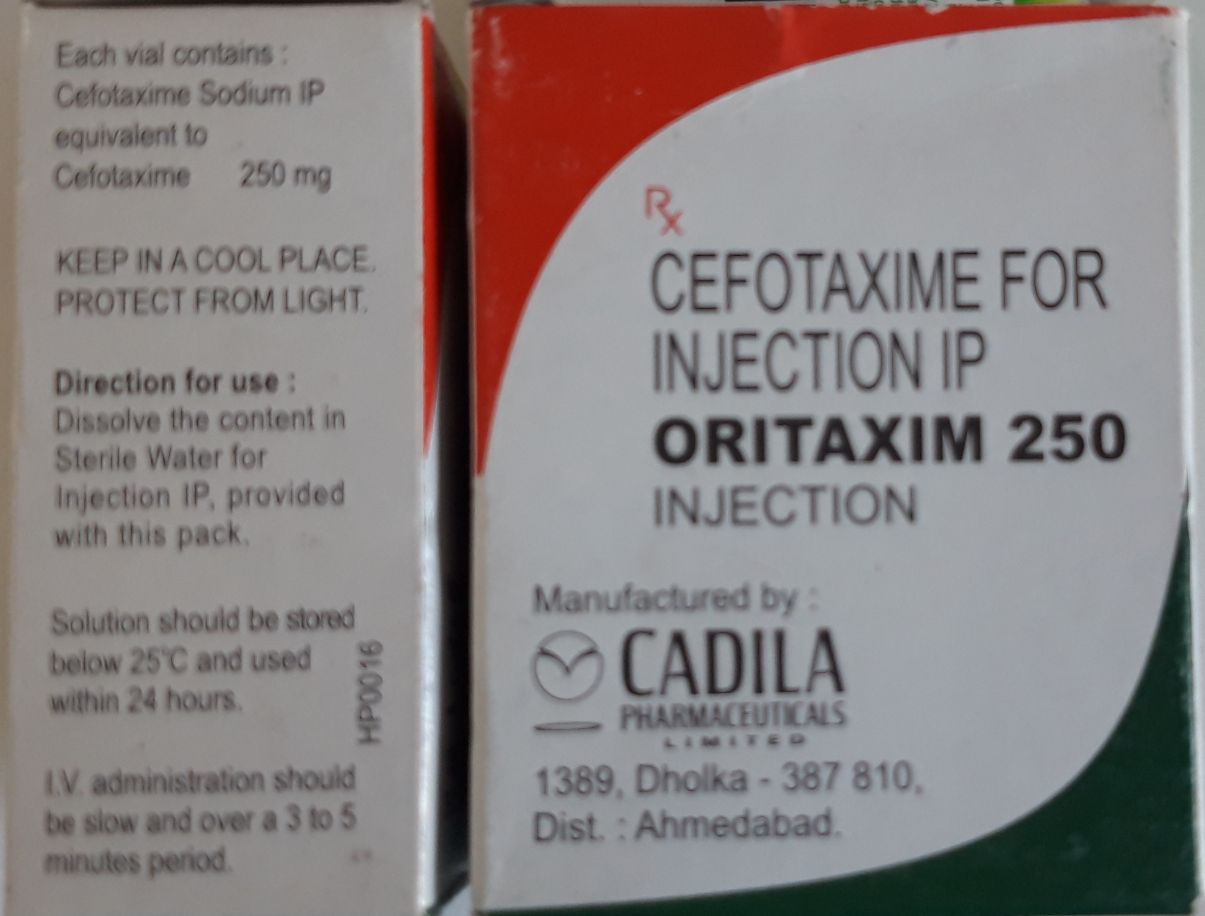 Each vial contains :
Cefotaxime Sodium IP
equivalent to
Cefotaxime 250 mg
KEEP IN A COOL PLACE.
PROTECT FROM LIGHT.
Direction for use :
Dissolve the content in
Sterile Water for
Injection IP, provided
with this pack.
Solution should be stored
below 25°C and used
within 24 hours.
HP0016
I.V. administration should
be slow and over a 3 to 5
minutes period.
Rx
CEFOTAXIME FOR
INJECTION IP
ORITAXIM 250
INJECTION
Manufactured by :
CADILA
PHARMACEUTICALS
LIMITED
1389, Dholka - 387 810,
Dist. : Ahmedabad.